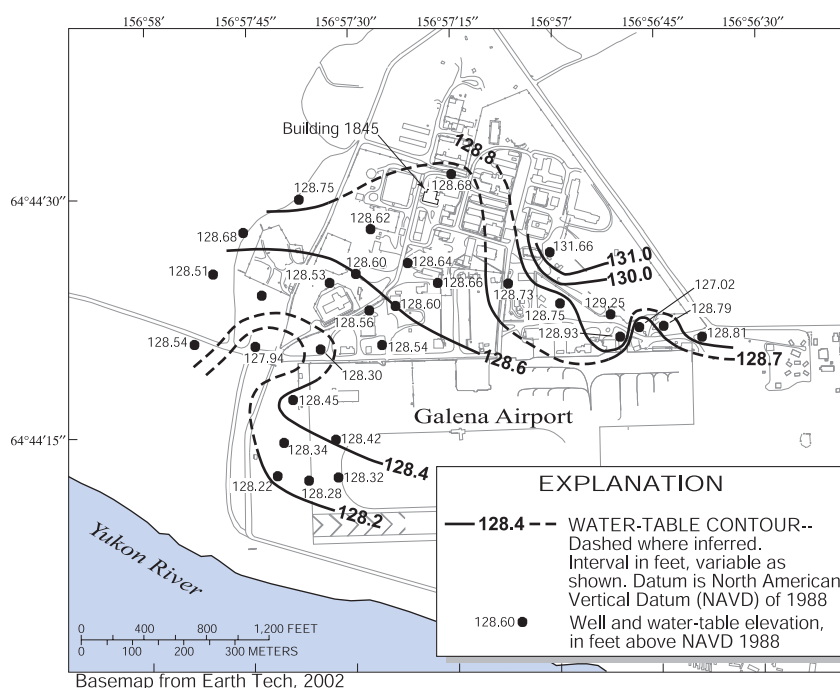 156°58' 156°57'45" 156°57'30" 156°57'15" 156°57' 156°56'45" 156°56'30"
Building 1845
128.8
128.75
128.68
64°44'30"
128.62
128.68
131.66
131.0
130.0
128.51
128.53
128.60
128.64
128.66
128.73
127.02
128.75
129.25
128.79
128.56
128.60
128.93
128.81
128.54
127.94
128.54
128.6
128.7
128.30
128.45
Galena Airport
64°44'15"
128.34
128.42
128.4
128.22
128.28
128.32
128.2
Yukon River
EXPLANATION
128.4 WATER-TABLE CONTOUR--
Dashed where inferred.
Interval in feet, variable as
shown. Datum is North American
Vertical Datum (NAVD) of 1988
128.60 Well and water-table elevation,
in feet above NAVD 1988
0 400 800 1,200 FEET
0 100 200 300 METERS
Basemap from Earth Tech, 2002